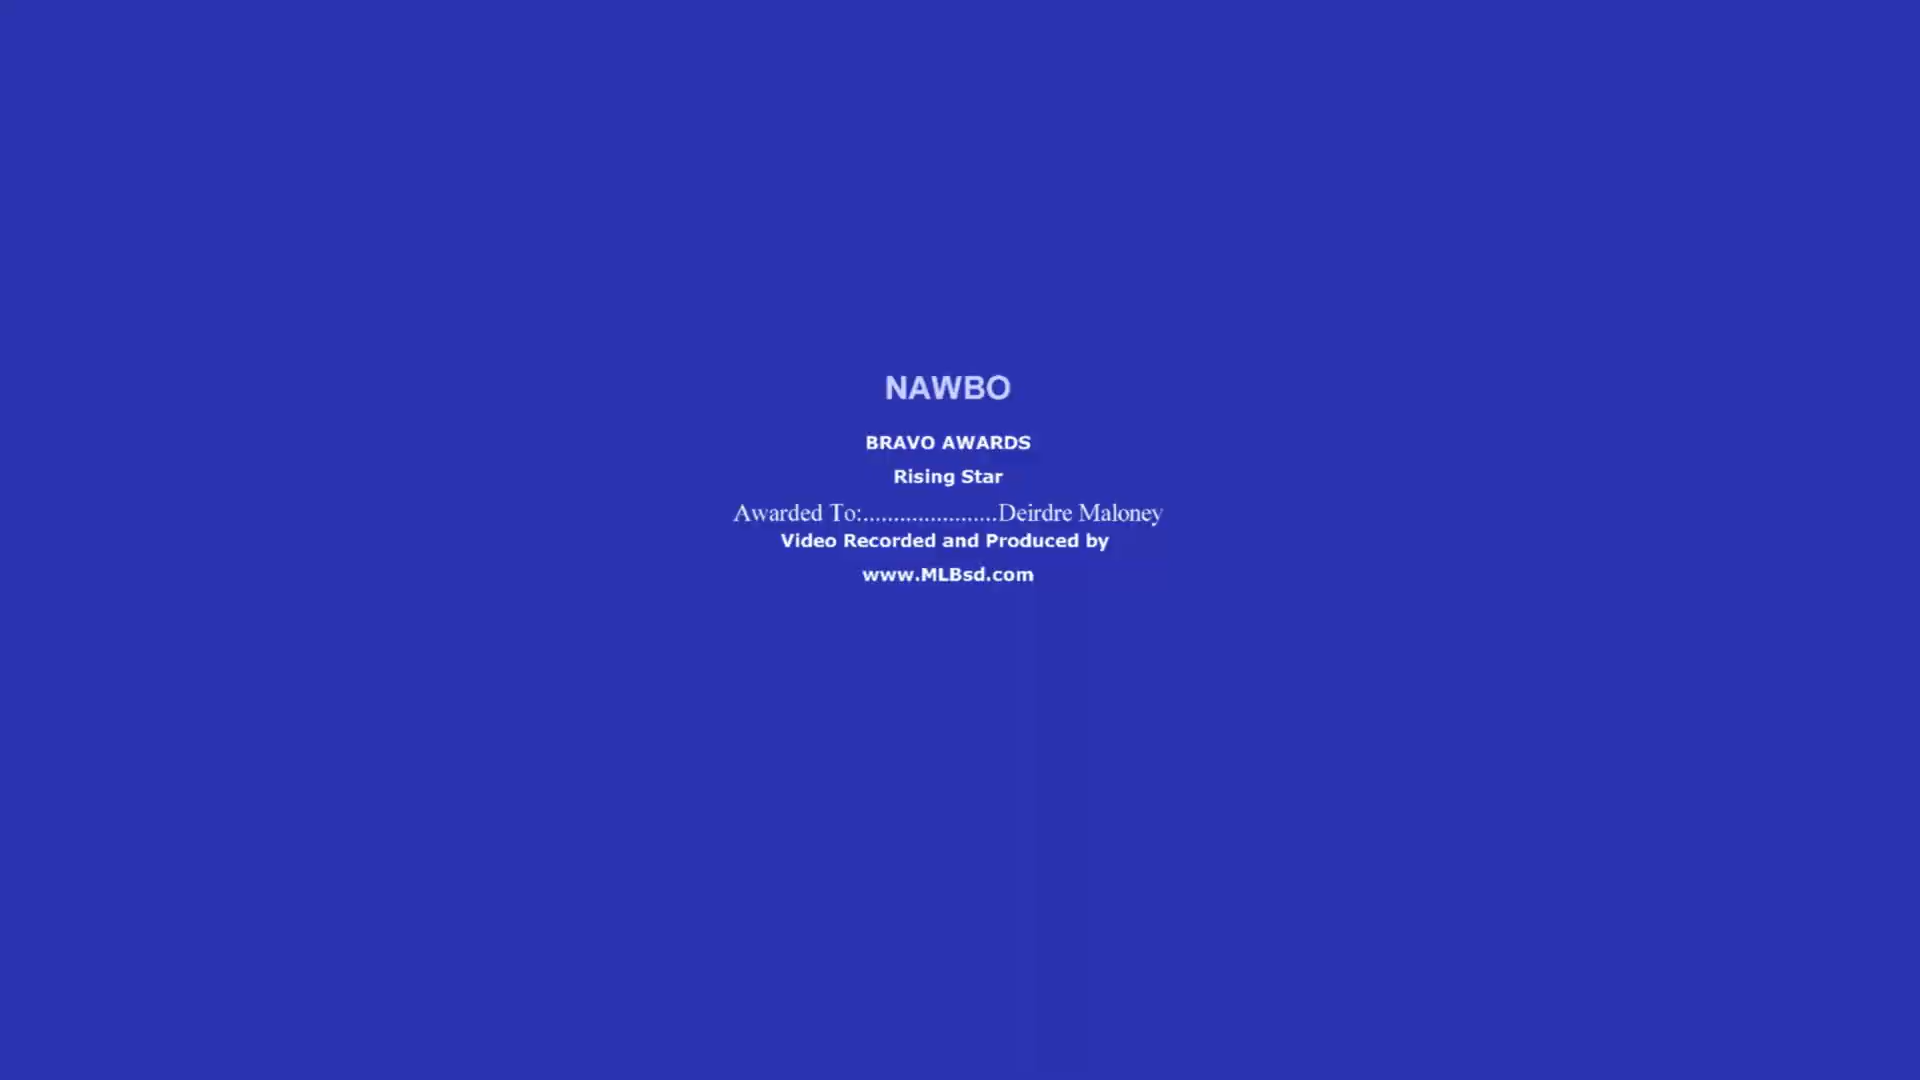 NAWBO
BRAVO AWARDS
Rising Star
Awarded To:......................Deirdre Maloney
Video Recorded and Produced by
www.MLBsd.com